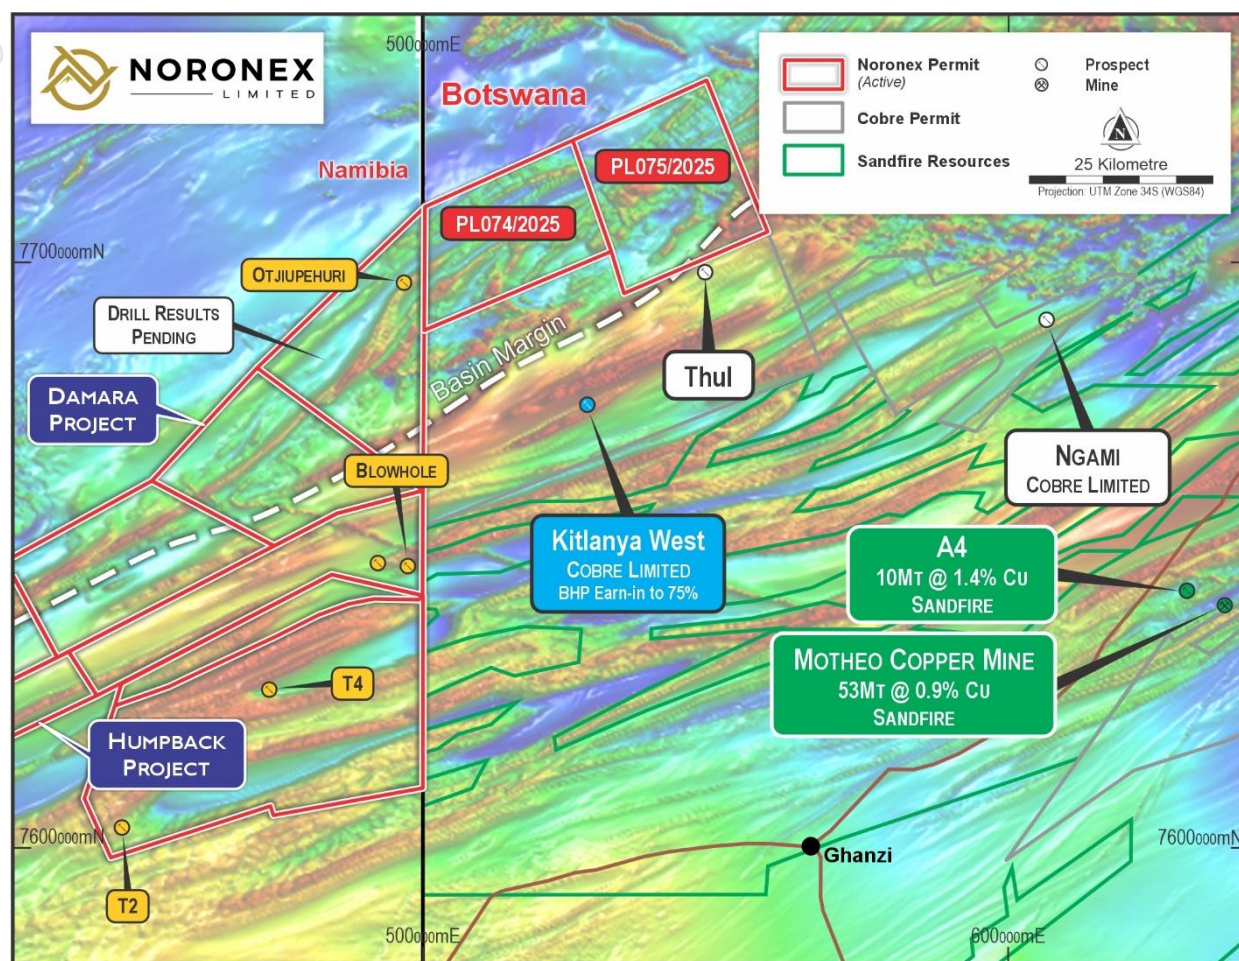 NORONEX
LIMITED
500000mE
Botswana
Namibia
Noronex Permit
(Active)
Cobre Permit
Sandfire Resources
Prospect
Mine
N
25 Kilometre
Projection: UTM Zone 34S (WGS84)
PL075/2025
PL074/2025
7700000mN
OTJIUPEHURI
DRILL RESULTS
PENDING
Basin Margin
Thul
DAMARA
PROJECT
BLOWHOLE
NGAMI
COBRE LIMITED
Kitlanya West
COBRE LIMITED
BHP Earn-in to 75%
A4
10MT @ 1.4% CU
SANDFIRE
MOTHEO COPPER MINE
53MT @ 0.9% CU
SANDFIRE
T4
HUMPBACK
PROJECT
7600000mN
7600000mN
Ghanzi
T2
500000mE
600000mE